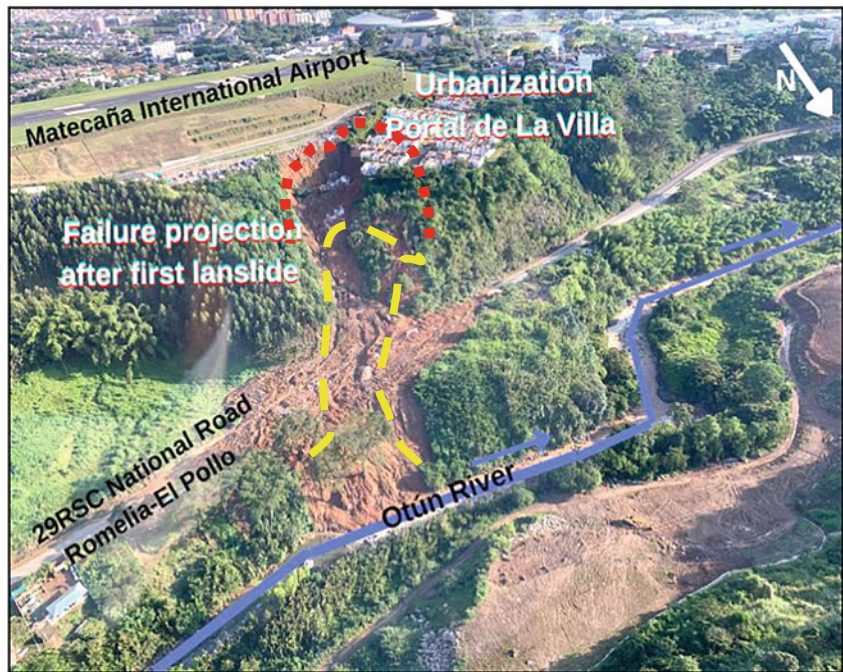 Matecaña International Airport
Urbanization
Portal de La Villa
N
Failure projection
after first lanslide
29RSC National Road
Romelia-El Pollo
Otún River